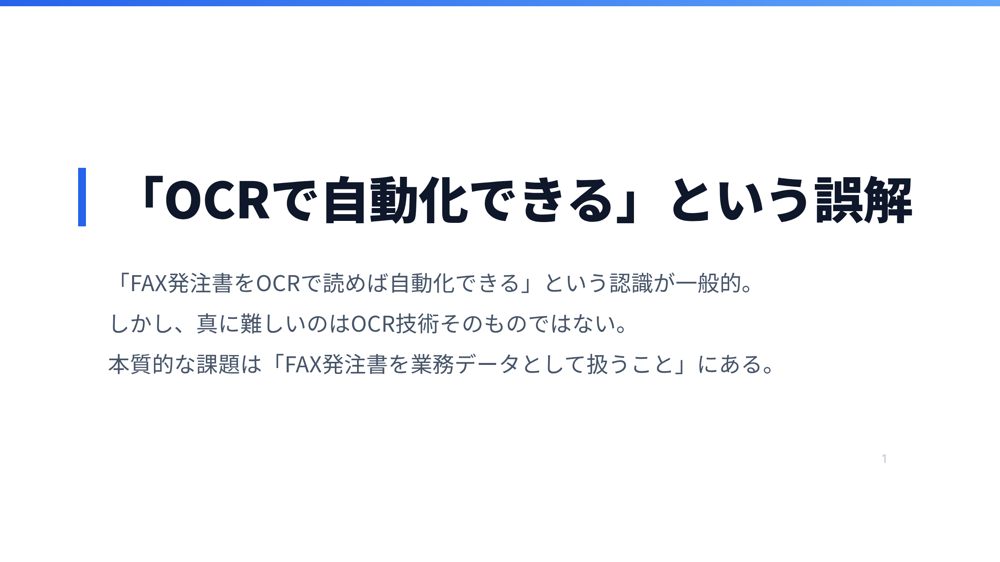 「OCRで自動化できる」という誤解
「FAX発注書をOCRで読めば自動化できる」という認識が一般的。
しかし、真に難しいのはOCR技術そのものではない。
本質的な課題は「FAX発注書を業務データとして扱うこと」にある。
1